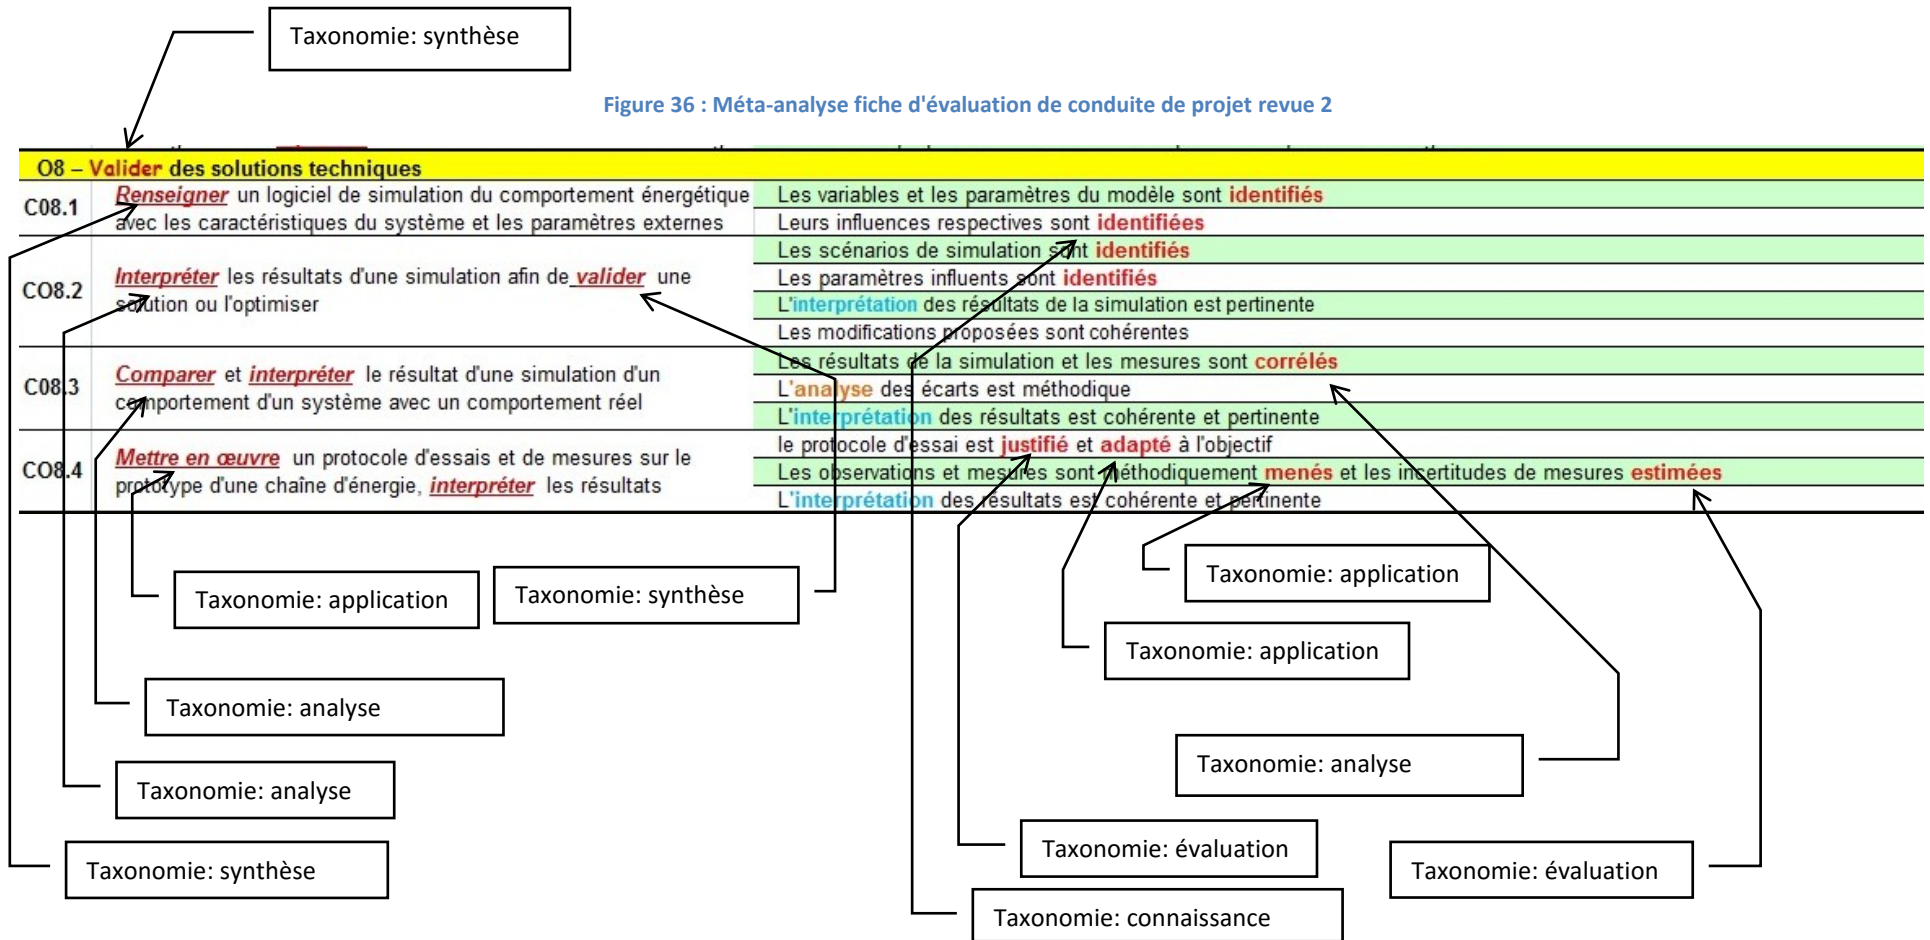 Taxonomie: synthèse
Figure 36 : Méta-analyse fiche d'évaluation de conduite de projet revue 2
O8 – Valider des solutions techniques
C08.1
Renseigner un logiciel de simulation du comportement énergétique
avec les caractéristiques du système et les paramètres externes
Les variables et les paramètres du modèle sont identifiés
Leurs influences respectives sont identifiées
CO8.2
Interpréter les résultats d'une simulation afin de valider une
solution ou l'optimiser
Les scénarios de simulation sont identifiés
Les paramètres influents sont identifiés
L'interprétation des résultats de la simulation est pertinente
Les modifications proposées sont cohérentes
C08.3
Comparer et interpréter le résultat d'une simulation d'un
comportement d'un système avec un comportement réel
Les résultats de la simulation et les mesures sont corrélés
L'analyse des écarts est méthodique
L'interprétation des résultats est cohérente et pertinente
CO8.4
Mettre en œuvre un protocole d'essais et de mesures sur le
prototype d'une chaîne d'énergie, interpréter les résultats
le protocole d'essai est justifié et adapté à l'objectif
Les observations et mesures sont méthodiquement menés et les incertitudes de mesures estimées
L'interprétation des résultats est cohérente et pertinente
Taxonomie: application
Taxonomie: synthèse
Taxonomie: application
Taxonomie: application
Taxonomie: analyse
Taxonomie: analyse
Taxonomie: analyse
Taxonomie: évaluation
Taxonomie: synthèse
Taxonomie: évaluation
Taxonomie: connaissance